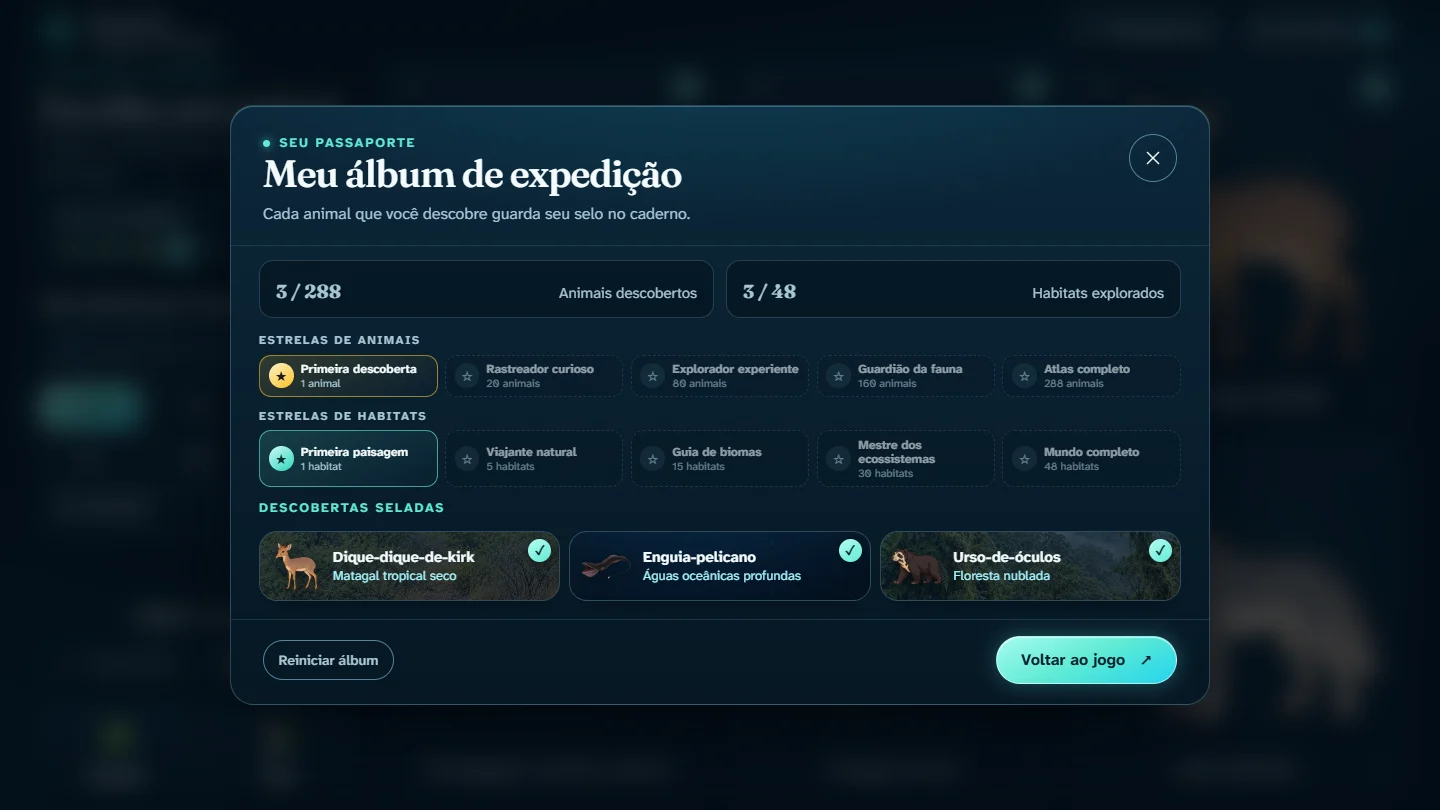 SEU PASSAPORTE
Meu álbum de expedição
Cada animal que você descobre guarda seu selo no caderno.
3 / 288
Animais descobertos
3 / 48
Habitats explorados
ESTRELAS DE ANIMAIS
Primeira descoberta
1 animal
Rastreador curioso
20 animais
Explorador experiente
80 animais
Guardião da fauna
160 animais
Atlas completo
288 animais
ESTRELAS DE HABITATS
Primeira paisagem
1 habitat
Viajante natural
5 habitats
Guia de biomas
15 habitats
Mestre dos
ecossistemas
30 habitats
Mundo completo
48 habitats
DESCOBERTAS SELADAS
Dique-dique-de-kirk
Matagal tropical seco
Enguia-pelicano
Águas oceânicas profundas
Urso-de-óculos
Floresta nublada
Reiniciar álbum
Voltar ao jogo ↗